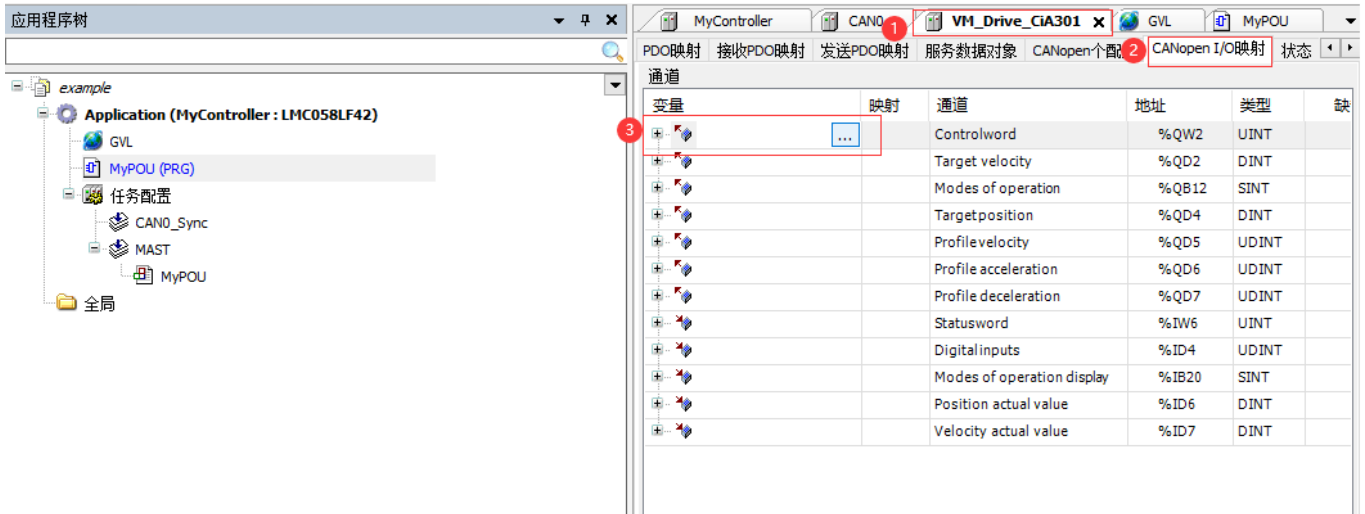 应用程序树
example
Application (MyController : LMC058LF42)
GVL
MyPOU (PRG)
任务配置
CAN0_Sync
MAST
MyPOU
全局
MyController CAN0 1 VM_Drive_CiA301 GVL MyPOU
PDO映射 接收PDO映射 发送PDO映射 服务数据对象 CANopen个配 2 CANopen I/O映射 状态
通道
变量 映射 通道 地址 类型 缺
3 ... Controlword %QW2 UINT
Target velocity %QD2 DINT
Modes of operation %QB12 SINT
Targetposition %QD4 DINT
Profilevelocity %QD5 UDINT
Profile acceleration %QD6 UDINT
Profile deceleration %QD7 UDINT
Statusword %IW6 UINT
Digitalinputs %ID4 UDINT
Modes of operation display %IB20 SINT
Position actual value %ID6 DINT
Velocity actual value %ID7 DINT